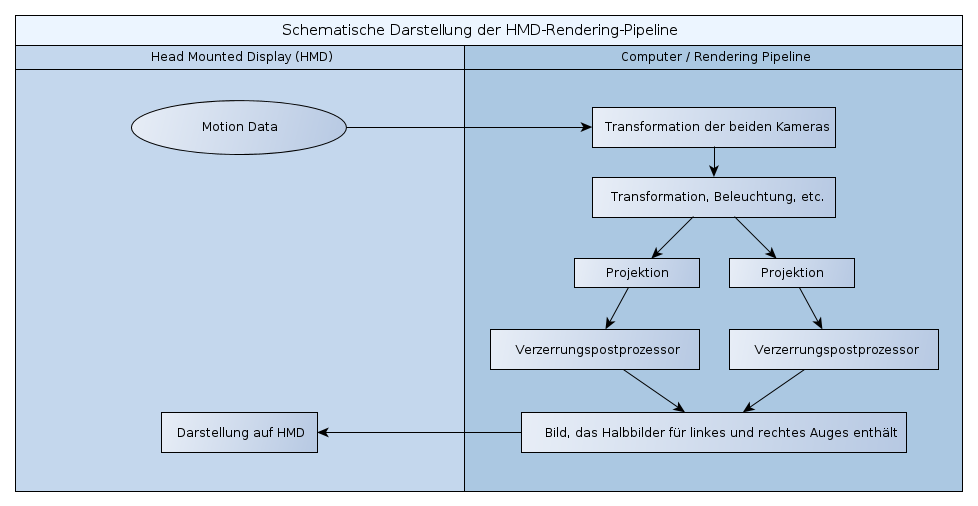 Schematische Darstellung der HMD-Rendering-Pipeline
Head Mounted Display (HMD)
Computer / Rendering Pipeline
Motion Data
Transformation der beiden Kameras
Transformation, Beleuchtung, etc.
Projektion
Projektion
Verzerrungspostprozessor
Verzerrungspostprozessor
Darstellung auf HMD
Bild, das Halbbilder für linkes und rechtes Auges enthält